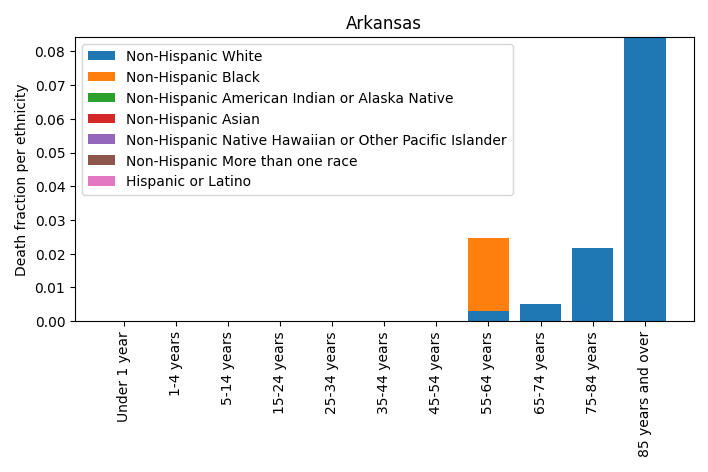 Arkansas
Death fraction per ethnicity
0.08
0.07
0.06
0.05
0.04
0.03
0.02
0.01
0.00
Non-Hispanic White
Non-Hispanic Black
Non-Hispanic American Indian or Alaska Native
Non-Hispanic Asian
Non-Hispanic Native Hawaiian or Other Pacific Islander
Non-Hispanic More than one race
Hispanic or Latino
Under 1 year
1-4 years
5-14 years
15-24 years
25-34 years
35-44 years
45-54 years
55-64 years
65-74 years
75-84 years
85 years and over